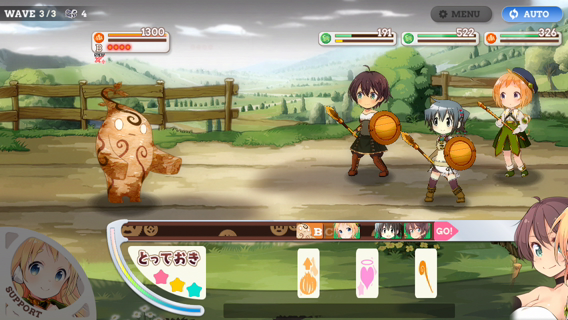 WAVE 3/3 4
MENU
AUTO
1300
191
522
326
B
B C GO!
とっておき
SUPPORT